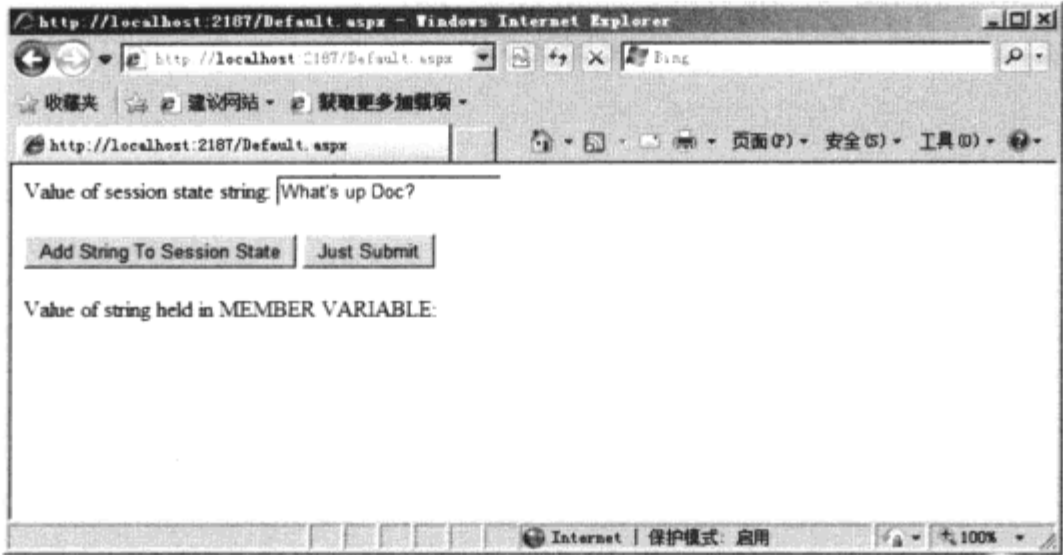 http://localhost:2187/Default.aspx - Windows Internet Explorer
http://localhost:2187/Default.aspx
Bing
收藏夹 建议网站 获取更多加载项
http://localhost:2187/Default.aspx 页面(P) 安全(S) 工具(O)
Value of session state string: What's up Doc?
Add String To Session State Just Submit
Value of string held in MEMBER VARIABLE:
Internet | 保护模式: 启用 100%